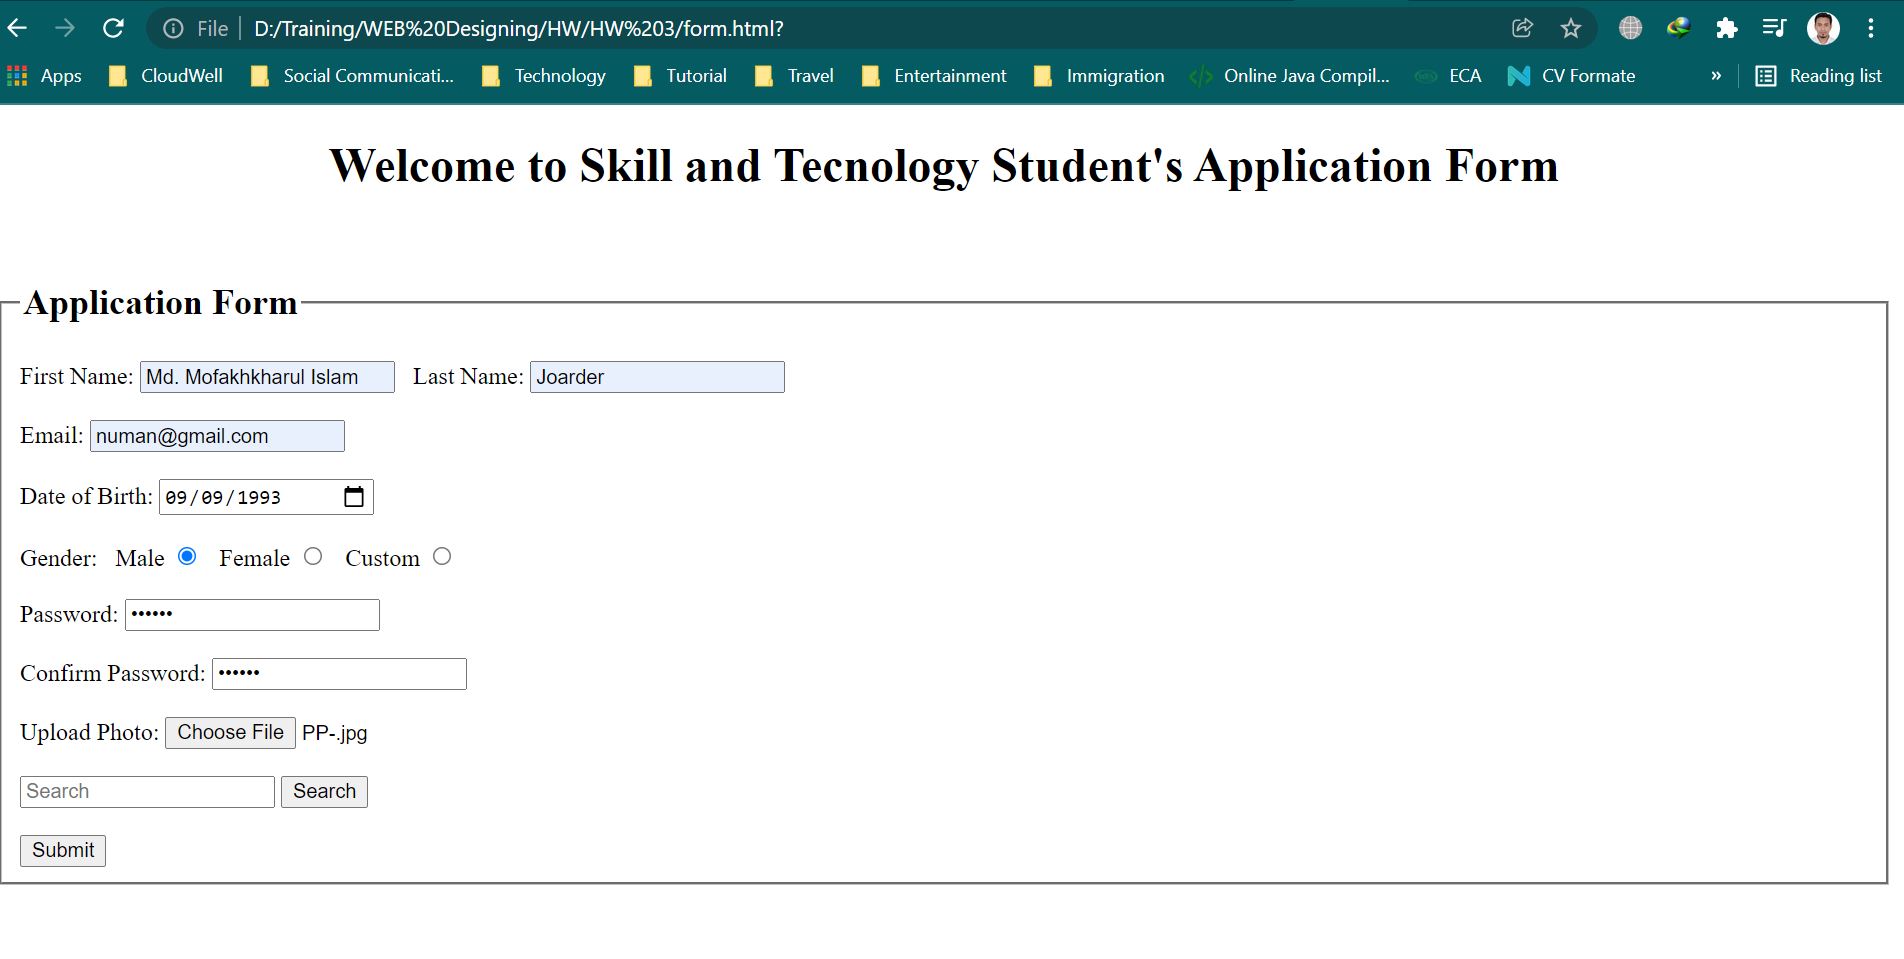 File D:/Training/WEB%20Designing/HW/HW%203/form.html?
Apps CloudWell Social Communicati... Technology Tutorial Travel Entertainment Immigration Online Java Compil... ECA CV Formate » Reading list
Welcome to Skill and Tecnology Student's Application Form
Application Form
First Name: Md. Mofakhkharul Islam Last Name: Joarder
Email: numan@gmail.com
Date of Birth: 09/09/1993
Gender: Male Female Custom
Password: ••••••
Confirm Password: ••••••
Upload Photo: Choose File PP-.jpg
Search Search
Submit